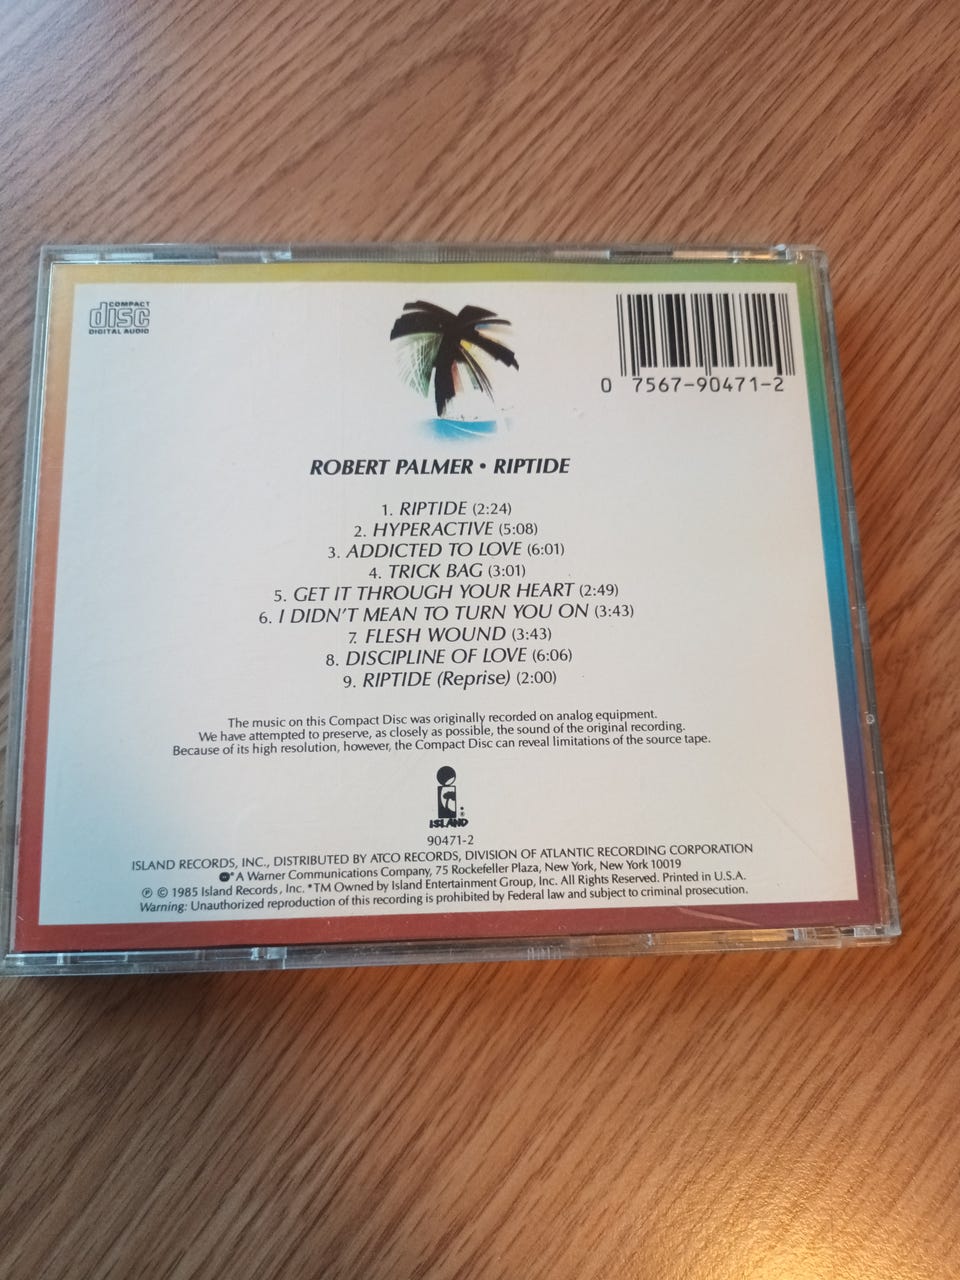 COMPACT
disc
DIGITAL AUDIO
0 7567-90471-2
ROBERT PALMER • RIPTIDE
1. RIPTIDE (2:24)
2. HYPERACTIVE (5:08)
3. ADDICTED TO LOVE (6:01)
4. TRICK BAG (3:01)
5. GET IT THROUGH YOUR HEART (2:49)
6. I DIDN'T MEAN TO TURN YOU ON (3:43)
7. FLESH WOUND (3:43)
8. DISCIPLINE OF LOVE (6:06)
9. RIPTIDE (Reprise) (2:00)
The music on this Compact Disc was originally recorded on analog equipment.
We have attempted to preserve, as closely as possible, the sound of the original recording.
Because of its high resolution, however, the Compact Disc can reveal limitations of the source tape.
ISLAND
90471-2
ISLAND RECORDS, INC., DISTRIBUTED BY ATCO RECORDS, DIVISION OF ATLANTIC RECORDING CORPORATION
* A Warner Communications Company, 75 Rockefeller Plaza, New York, New York 10019
℗ © 1985 Island Records, Inc. *TM Owned by Island Entertainment Group, Inc. All Rights Reserved. Printed in U.S.A.
Warning: Unauthorized reproduction of this recording is prohibited by Federal law and subject to criminal prosecution.